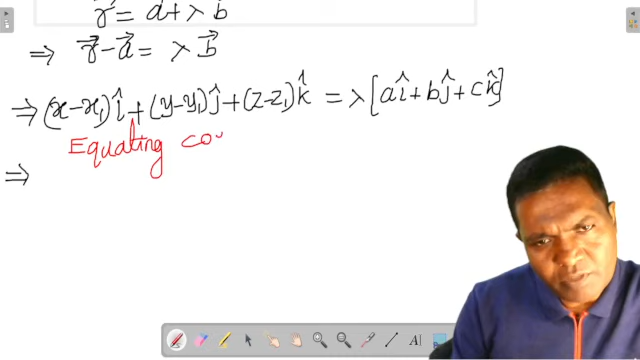 r⃗ = a⃗ + λ b⃗
⇒ r⃗ - a⃗ = λ b⃗
⇒ (x-x₁)î + (y-y₁)ĵ + (z-z₁)k̂ = λ[aî + bĵ + ck̂]
Equating co
⇒